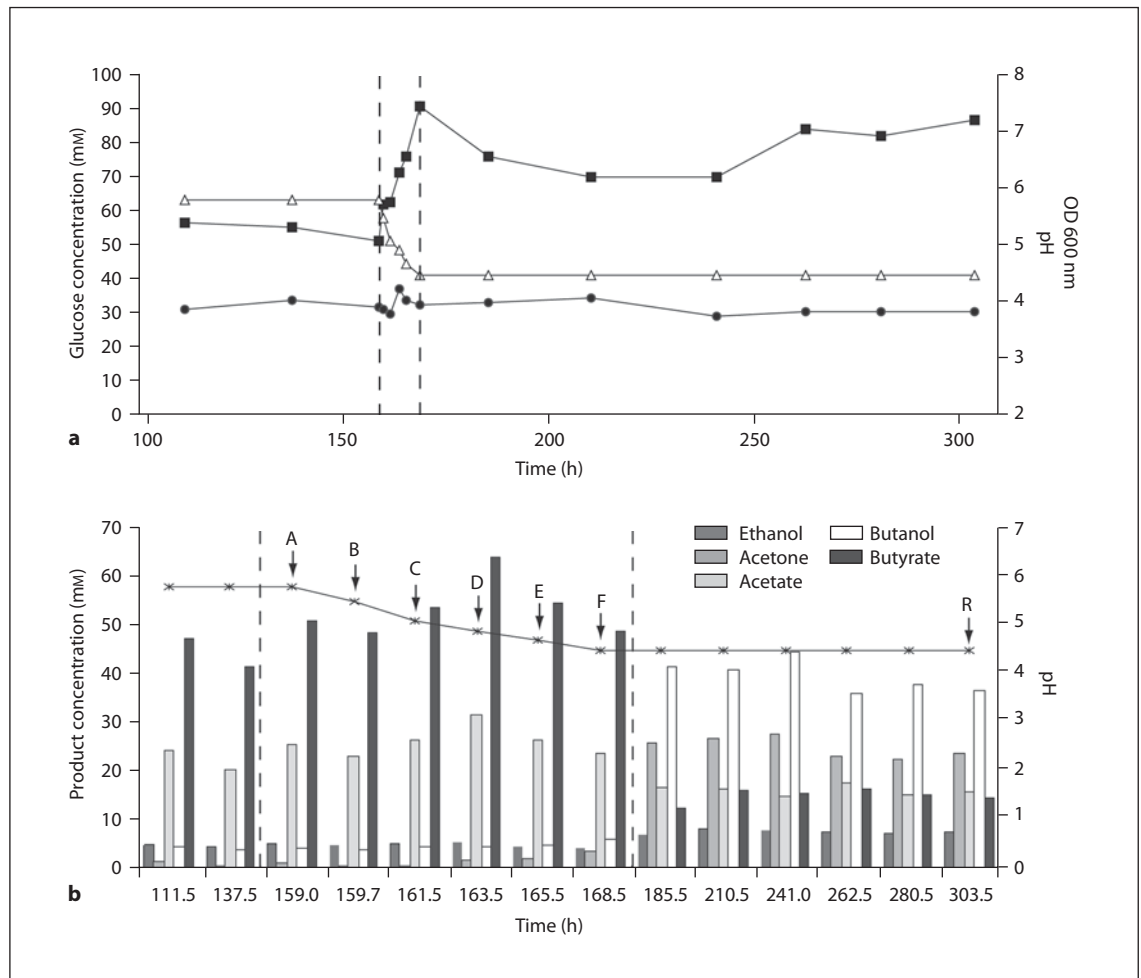 100
90
80
70
60
50
40
30
20
10
0
Glucose concentration (mM)
8
7
6
5
4
3
2
OD 600 nm
pH
100 150 200 250 300
a
Time (h)
70
60
50
40
30
20
10
0
Product concentration (mM)
A B C D E F R
Ethanol Butanol
Acetone Butyrate
Acetate
7
6
5
4
3
2
1
0
pH
111.5 137.5 159.0 159.7 161.5 163.5 165.5 168.5 185.5 210.5 241.0 262.5 280.5 303.5
b
Time (h)